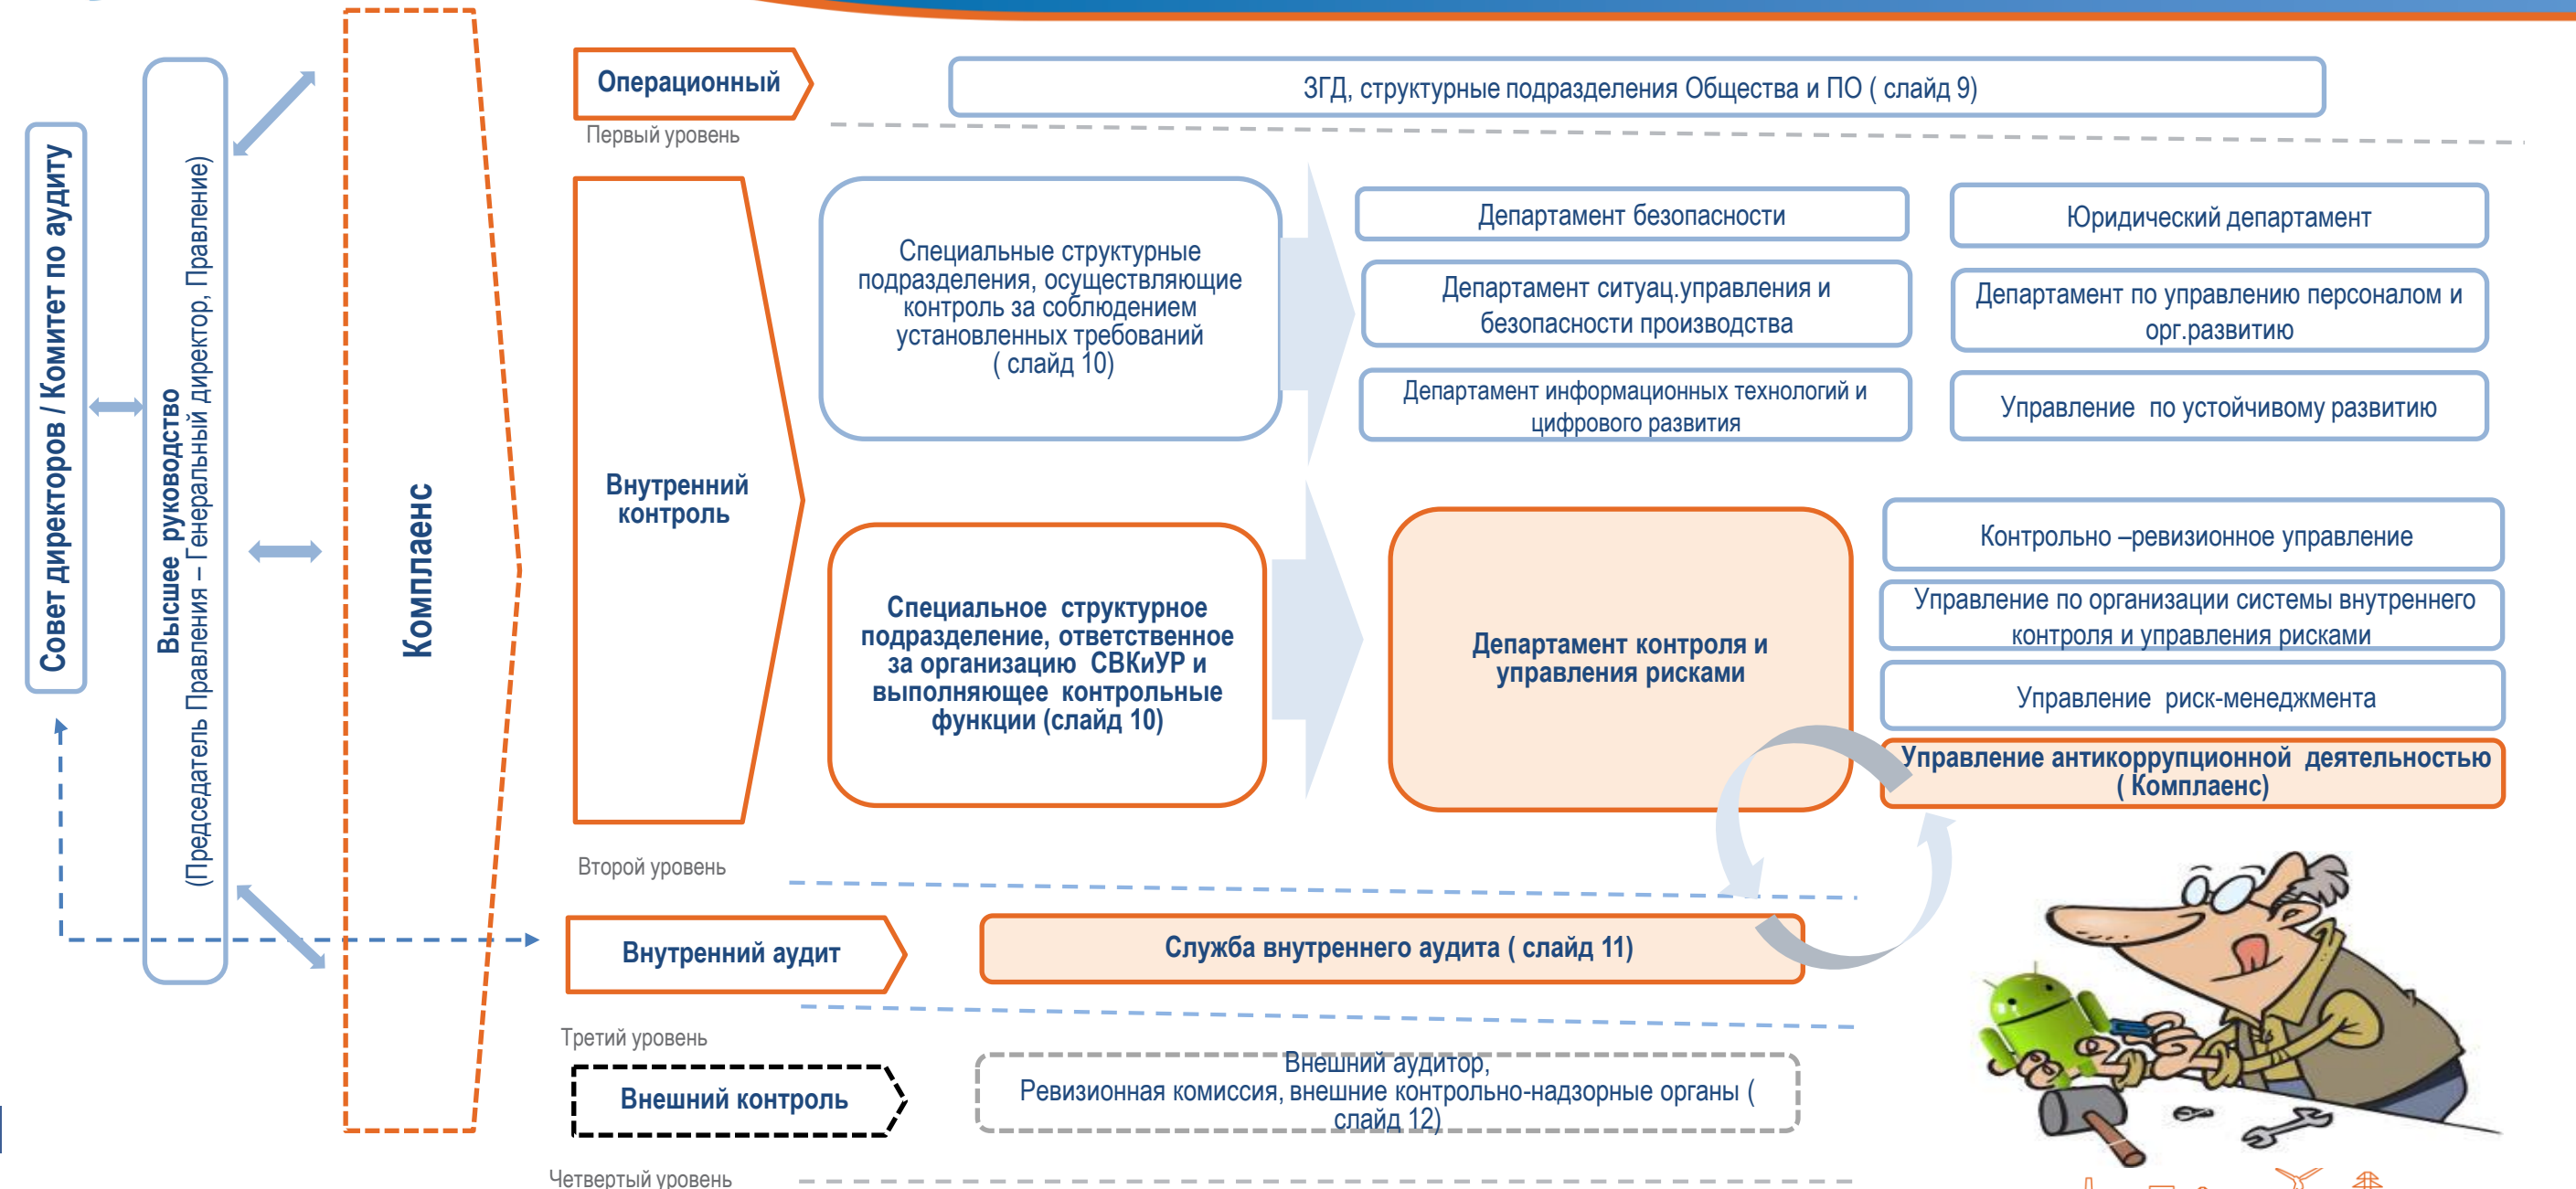 Совет директоров / Комитет по аудиту
Высшее руководство
(Председатель Правления – Генеральный директор, Правление)
Комплаенс
Операционный
ЗГД, структурные подразделения Общества и ПО ( слайд 9)
Первый уровень
Внутренний
контроль
Специальные структурные
подразделения, осуществляющие
контроль за соблюдением
установленных требований
( слайд 10)
Департамент безопасности
Юридический департамент
Департамент ситуац.управления и
безопасности производства
Департамент по управлению персоналом и
орг.развитию
Департамент информационных технологий и
цифрового развития
Управление по устойчивому развитию
Специальное структурное
подразделение, ответственное
за организацию СВКиУР и
выполняющее контрольные
функции (слайд 10)
Департамент контроля и
управления рисками
Контрольно –ревизионное управление
Управление по организации системы внутреннего
контроля и управления рисками
Управление риск-менеджмента
Управление антикоррупционной деятельностью
( Комплаенс)
Второй уровень
Внутренний аудит
Служба внутреннего аудита ( слайд 11)
Третий уровень
Внешний контроль
Внешний аудитор,
Ревизионная комиссия, внешние контрольно-надзорные органы (
слайд 12)
Четвертый уровень